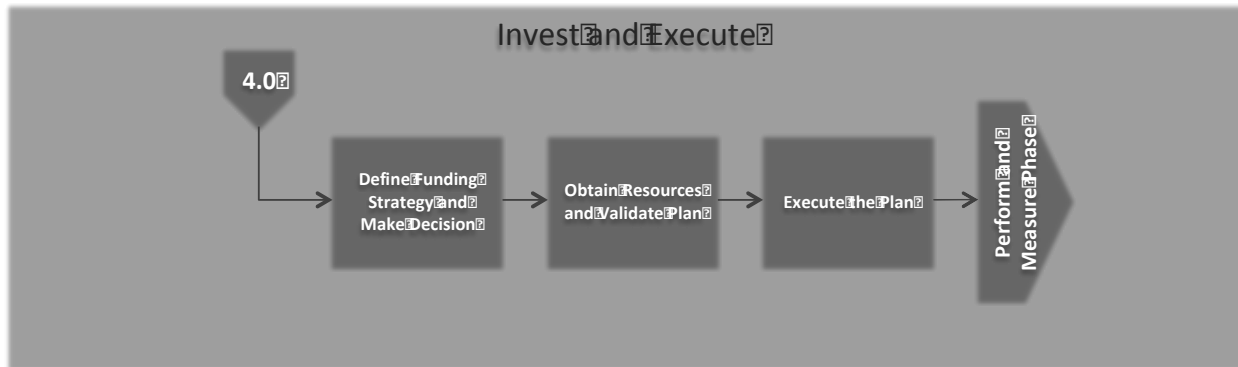 Invest and Execute
4.0
Define Funding
Strategy and
Make Decision
Obtain Resources
and Validate Plan
Execute the Plan
Perform and
Measure Phase